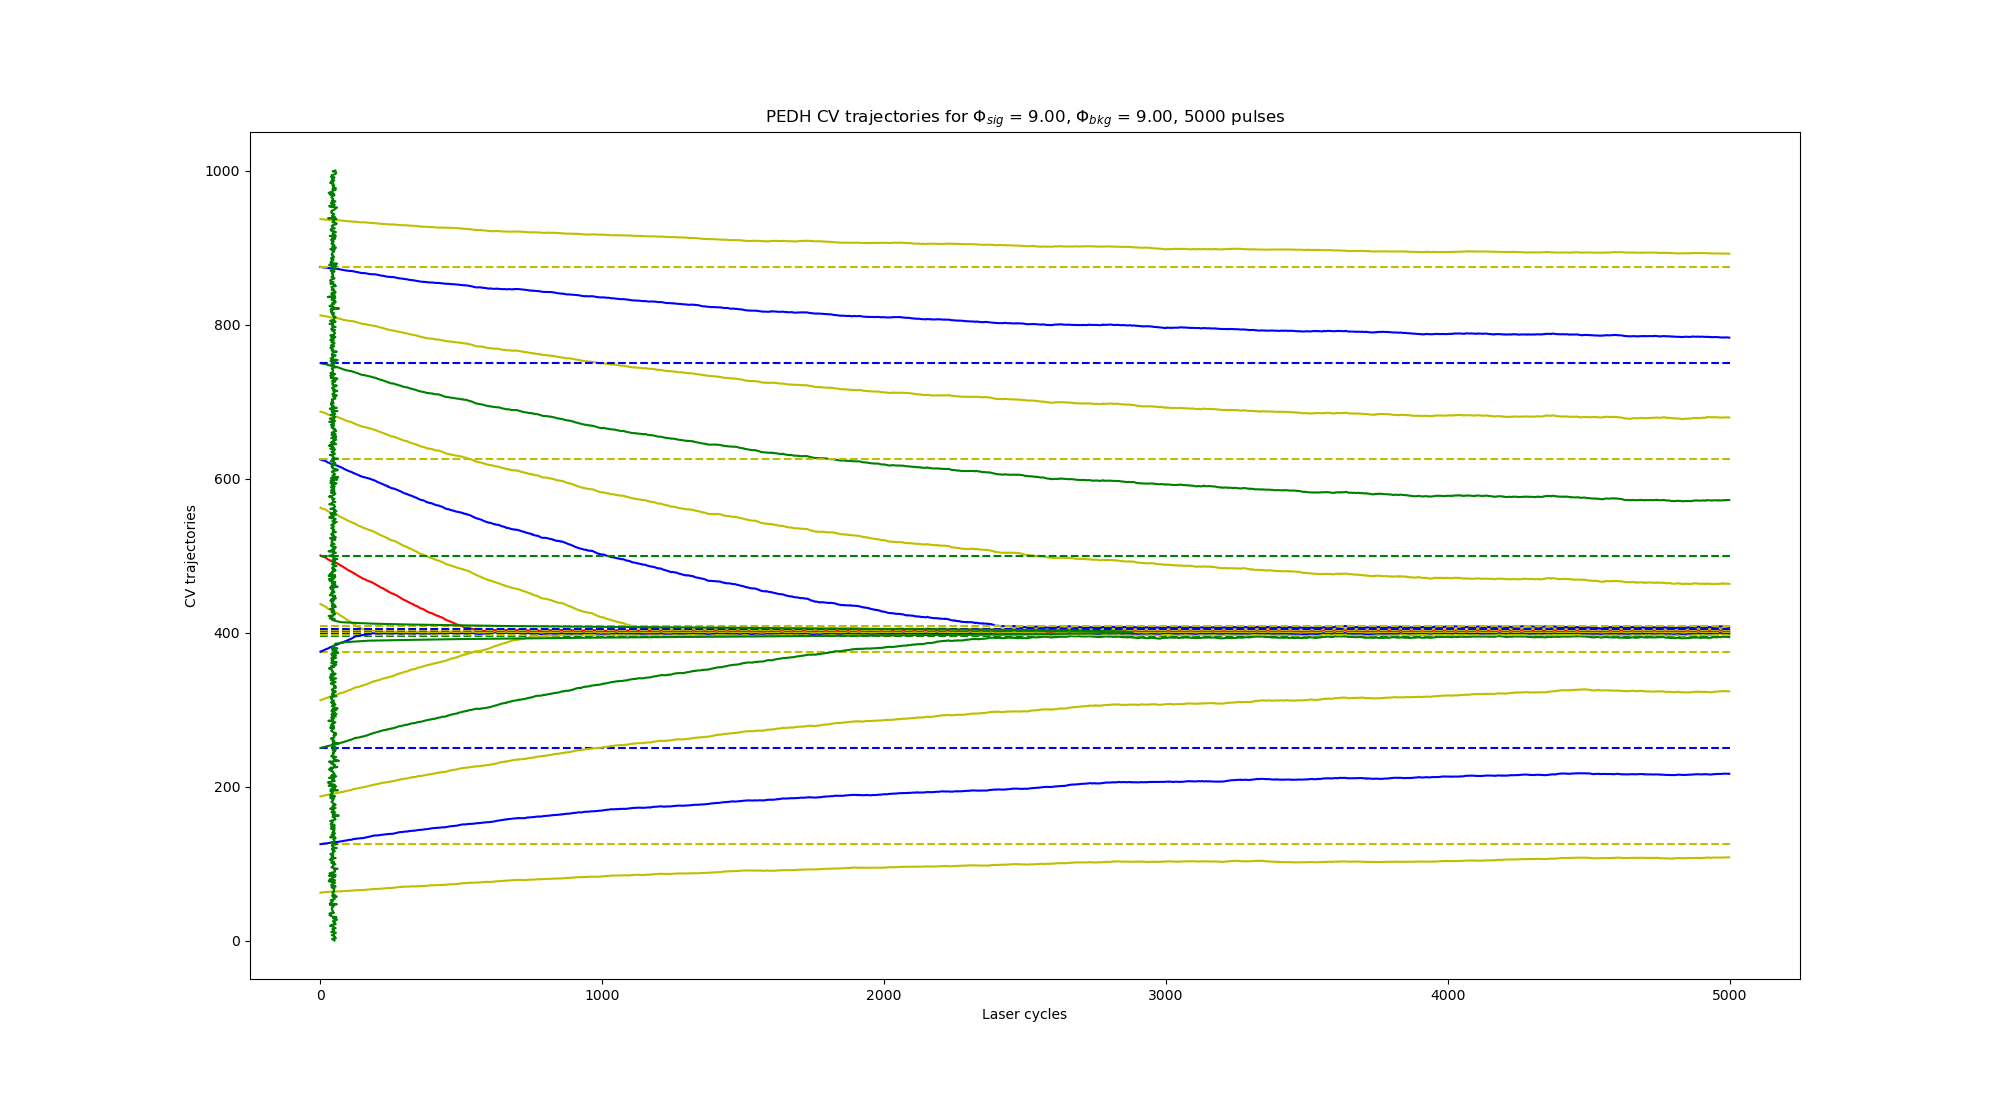 PEDH CV trajectories for Φsig = 9.00, Φbkg = 9.00, 5000 pulses
1000
800
600
400
200
0
CV trajectories
0 1000 2000 3000 4000 5000
Laser cycles